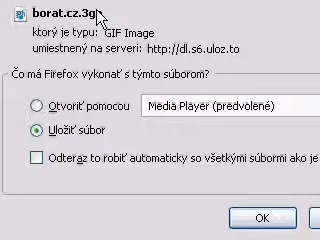 borat.cz.3g
ktorý je typu: GIF Image
umiestnený na serveri: http://dl.s6.uloz.to
Čo má Firefox vykonať s týmto súborom?
Otvoriť pomocou Media Player (predvolené)
Uložiť súbor
Odteraz to robiť automaticky so všetkými súbormi ako je
OK